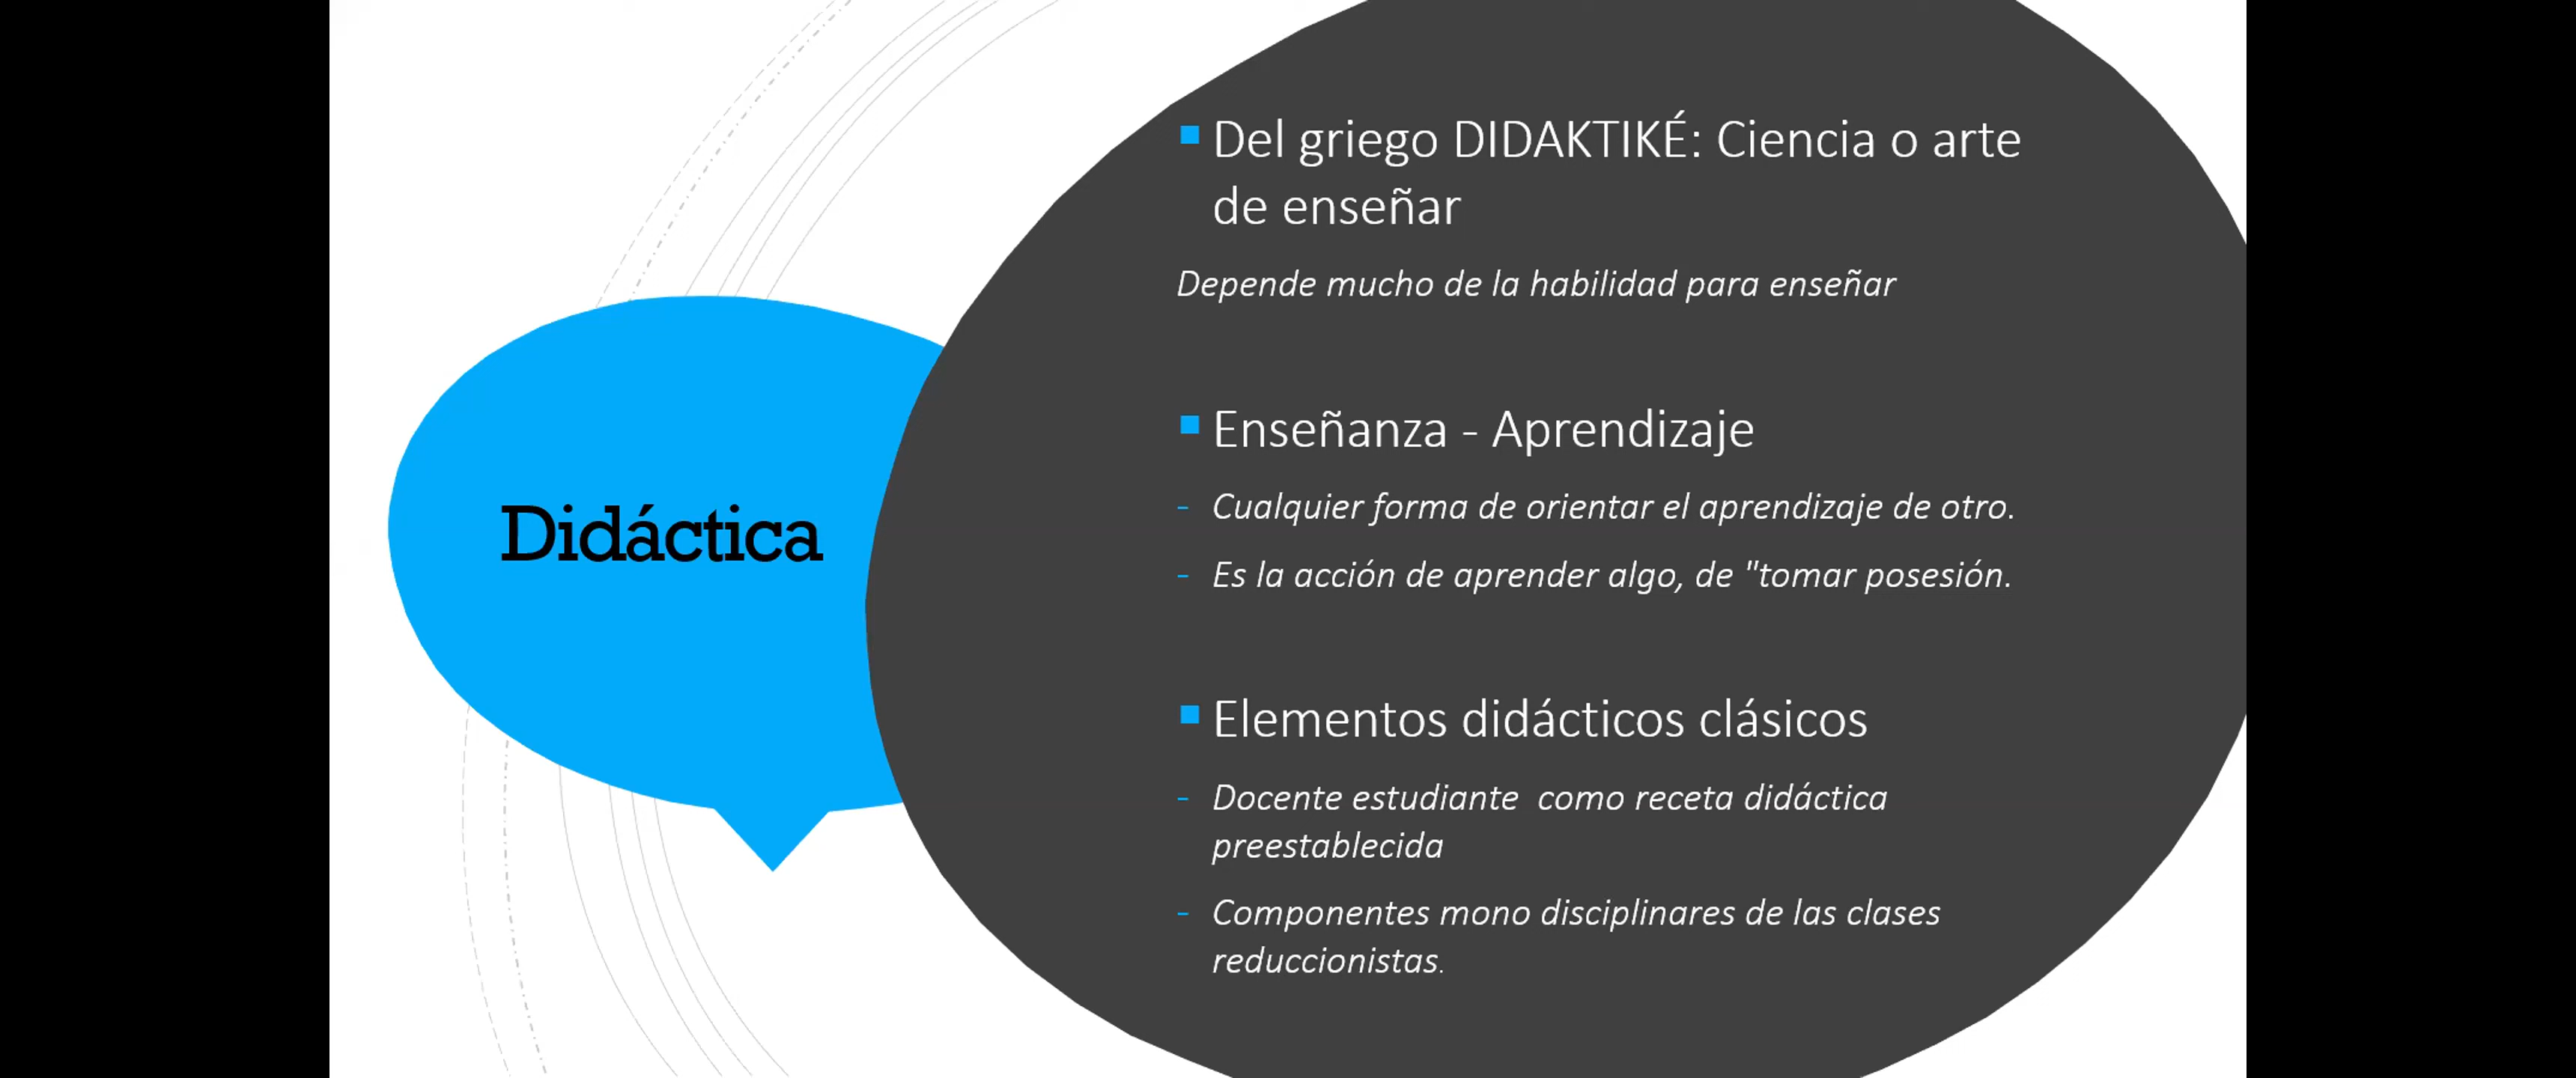 Didáctica
Del griego DIDAKTIKÉ: Ciencia o arte
de enseñar
Depende mucho de la habilidad para enseñar
Enseñanza - Aprendizaje
- Cualquier forma de orientar el aprendizaje de otro.
- Es la acción de aprender algo, de "tomar posesión.
Elementos didácticos clásicos
- Docente estudiante  como receta didáctica
preestablecida
- Componentes mono disciplinares de las clases
reduccionistas.